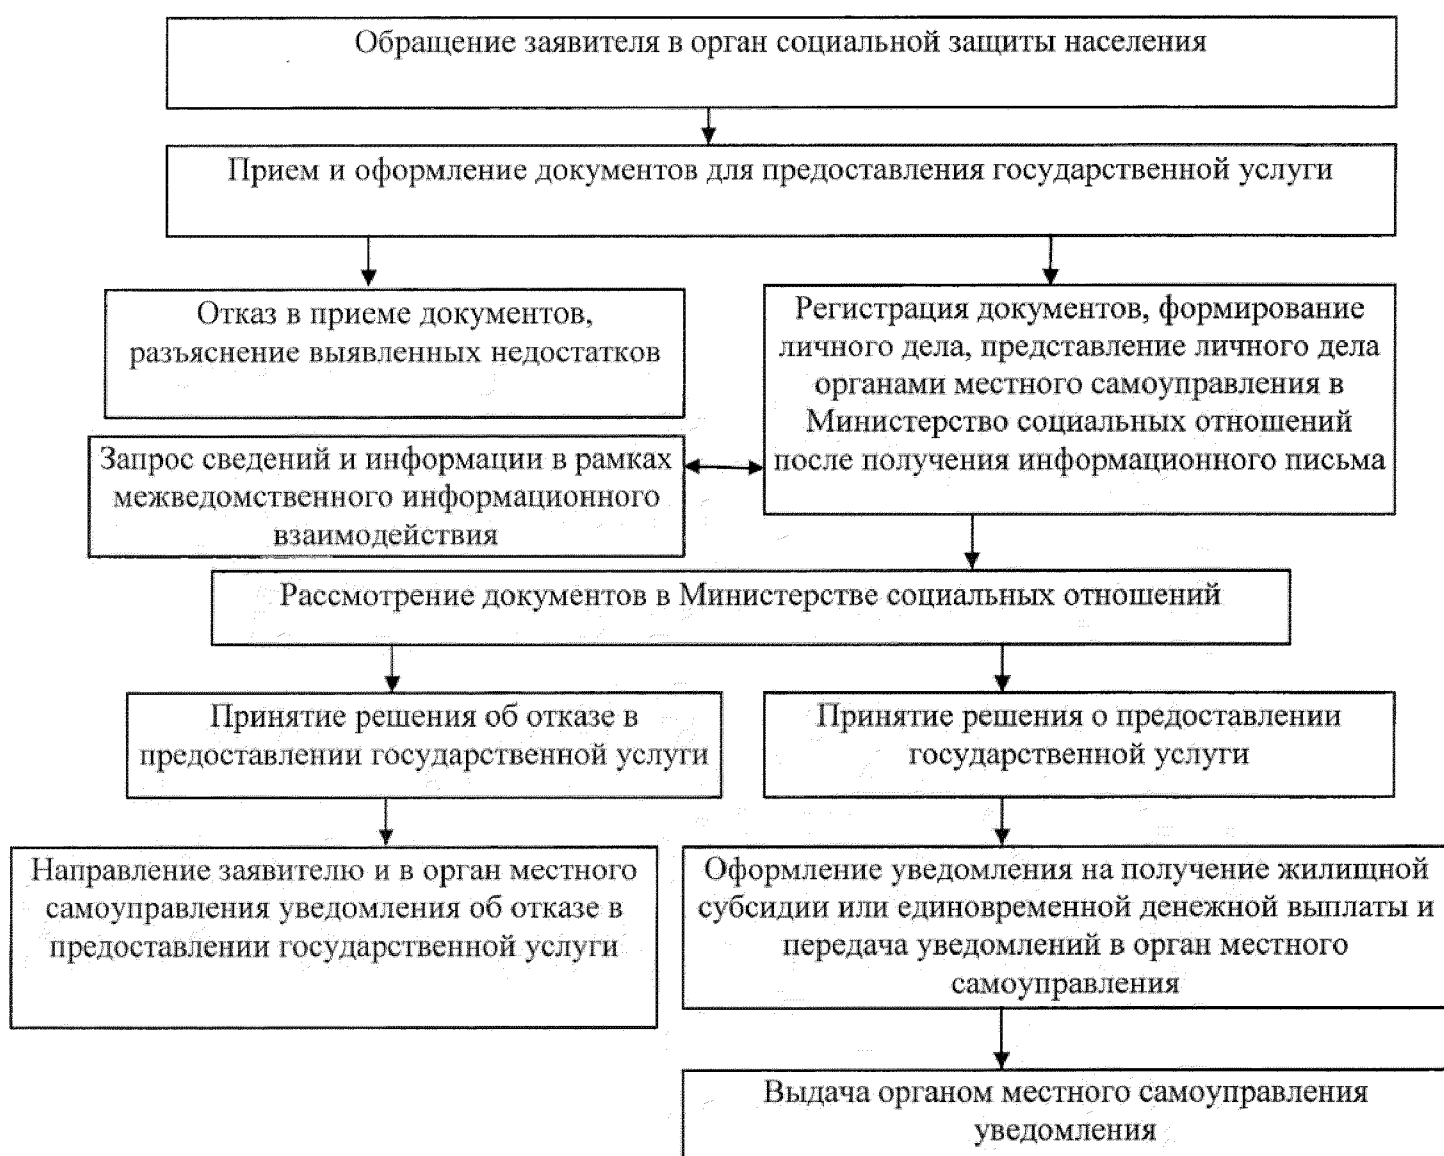 Обращение заявителя в орган социальной защиты населения
Прием и оформление документов для предоставления государственной услуги
Отказ в приеме документов,
разъяснение выявленных недостатков
Регистрация документов, формирование
личного дела, представление личного дела
органами местного самоуправления в
Министерство социальных отношений
после получения информационного письма
Запрос сведений и информации в рамках
межведомственного информационного
взаимодействия
Рассмотрение документов в Министерстве социальных отношений
Принятие решения об отказе в
предоставлении государственной услуги
Принятие решения о предоставлении
государственной услуги
Направление заявителю и в орган местного
самоуправления уведомления об отказе в
предоставлении государственной услуги
Оформление уведомления на получение жилищной
субсидии или единовременной денежной выплаты и
передача уведомлений в орган местного
самоуправления
Выдача органом местного самоуправления
уведомления